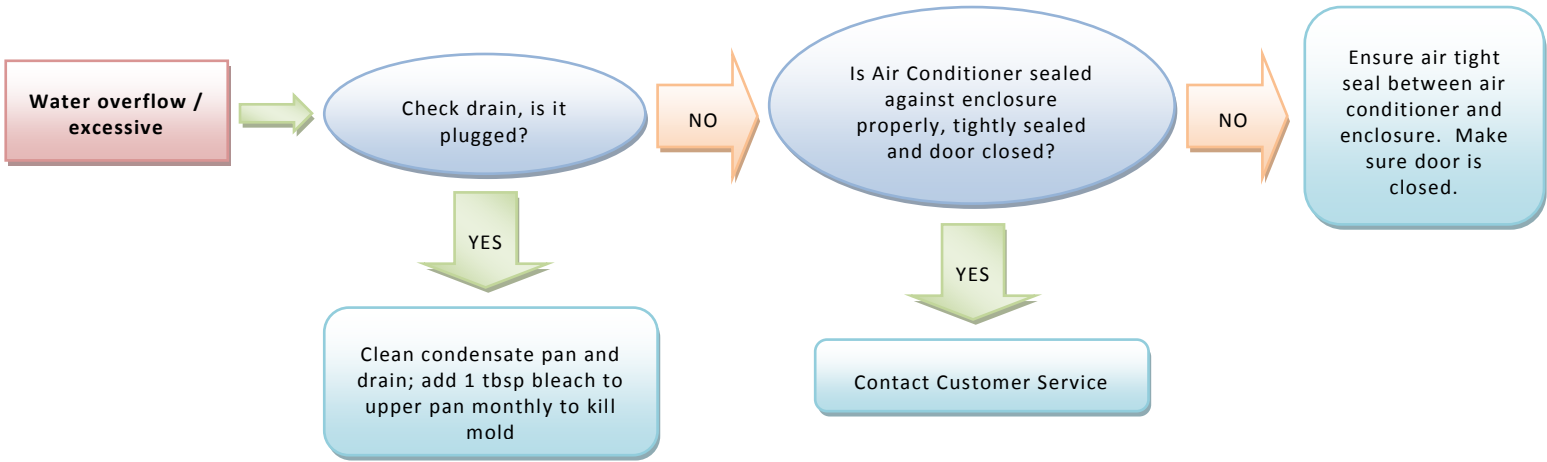 Water overflow /
excessive
Check drain, is it
plugged?
NO
Is Air Conditioner sealed
against enclosure
properly, tightly sealed
and door closed?
NO
Ensure air tight
seal between air
conditioner and
enclosure. Make
sure door is
closed.
YES
Clean condensate pan and
drain; add 1 tbsp bleach to
upper pan monthly to kill
mold
YES
Contact Customer Service